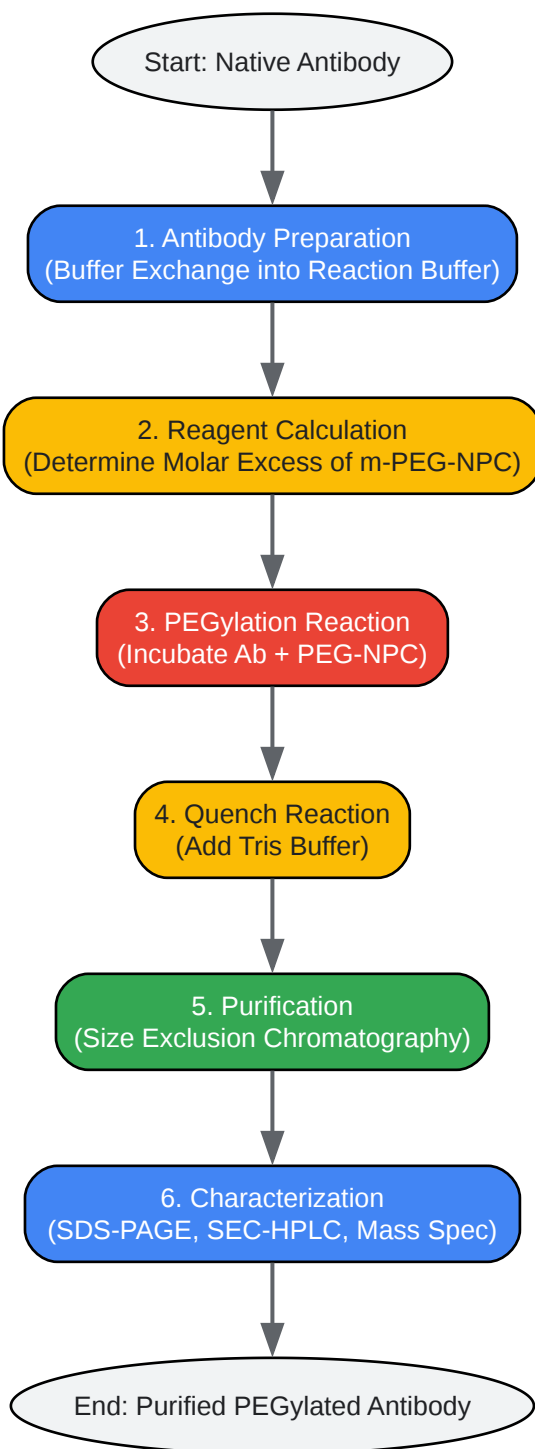 Start: Native Antibody
1. Antibody Preparation
(Buffer Exchange into Reaction Buffer)
2. Reagent Calculation
(Determine Molar Excess of m-PEG-NPC)
3. PEGylation Reaction
(Incubate Ab + PEG-NPC)
4. Quench Reaction
(Add Tris Buffer)
5. Purification
(Size Exclusion Chromatography)
6. Characterization
(SDS-PAGE, SEC-HPLC, Mass Spec)
End: Purified PEGylated Antibody